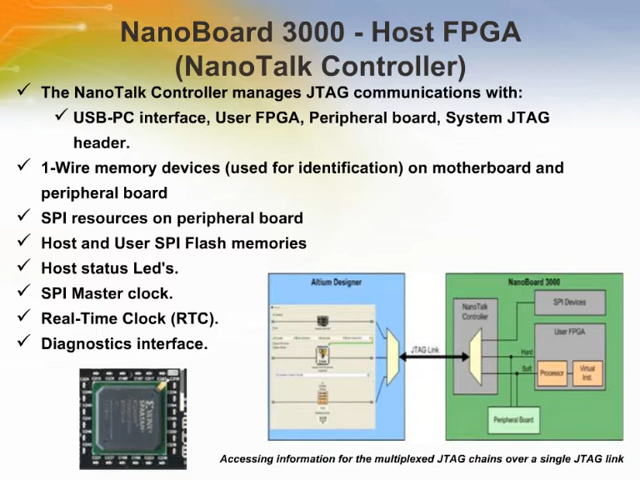 NanoBoard 3000 - Host FPGA
(NanoTalk Controller)
✓ The NanoTalk Controller manages JTAG communications with:
✓ USB-PC interface, User FPGA, Peripheral board, System JTAG
header.
✓ 1-Wire memory devices (used for identification) on motherboard and
peripheral board
✓ SPI resources on peripheral board
✓ Host and User SPI Flash memories
✓ Host status Led's.
✓ SPI Master clock.
✓ Real-Time Clock (RTC).
✓ Diagnostics interface.
Altium Designer
JTAG Link
NanoBoard 3000
NanoTalk
Controller
SPI Devices
User FPGA
Hard
Soft
Processor
Virtual
Inst.
Peripheral Board
XILINX
SPARTAN
Accessing information for the multiplexed JTAG chains over a single JTAG link